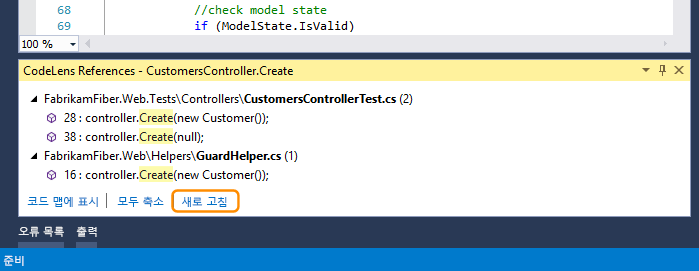 68 //check model state
69 if (ModelState.IsValid)
100 %
CodeLens References - CustomersController.Create
FabrikamFiber.Web.Tests\Controllers\CustomersControllerTest.cs (2)
28 : controller.Create(new Customer());
38 : controller.Create(null);
FabrikamFiber.Web\Helpers\GuardHelper.cs (1)
16 : controller.Create(new Customer());
코드 맵에 표시 | 모두 축소 | 새로 고침
오류 목록 출력
준비